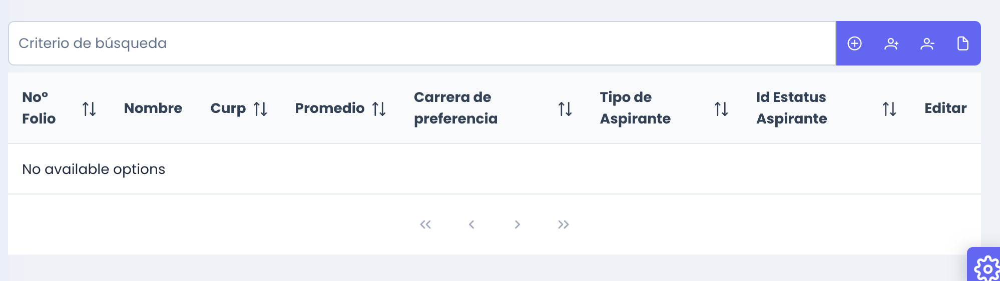 Criterio de búsqueda
Noº
Folio
Nombre
Curp
Promedio
Carrera de
preferencia
Tipo de
Aspirante
Id Estatus
Aspirante
Editar
No available options